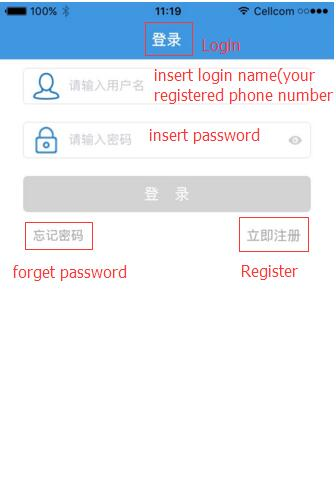 100% 11:19 Cellcom
登录 Login
请输入用户名 insert login name(your
registered phone number
请输入密码 insert password
登 录
忘记密码 立即注册
forget password Register